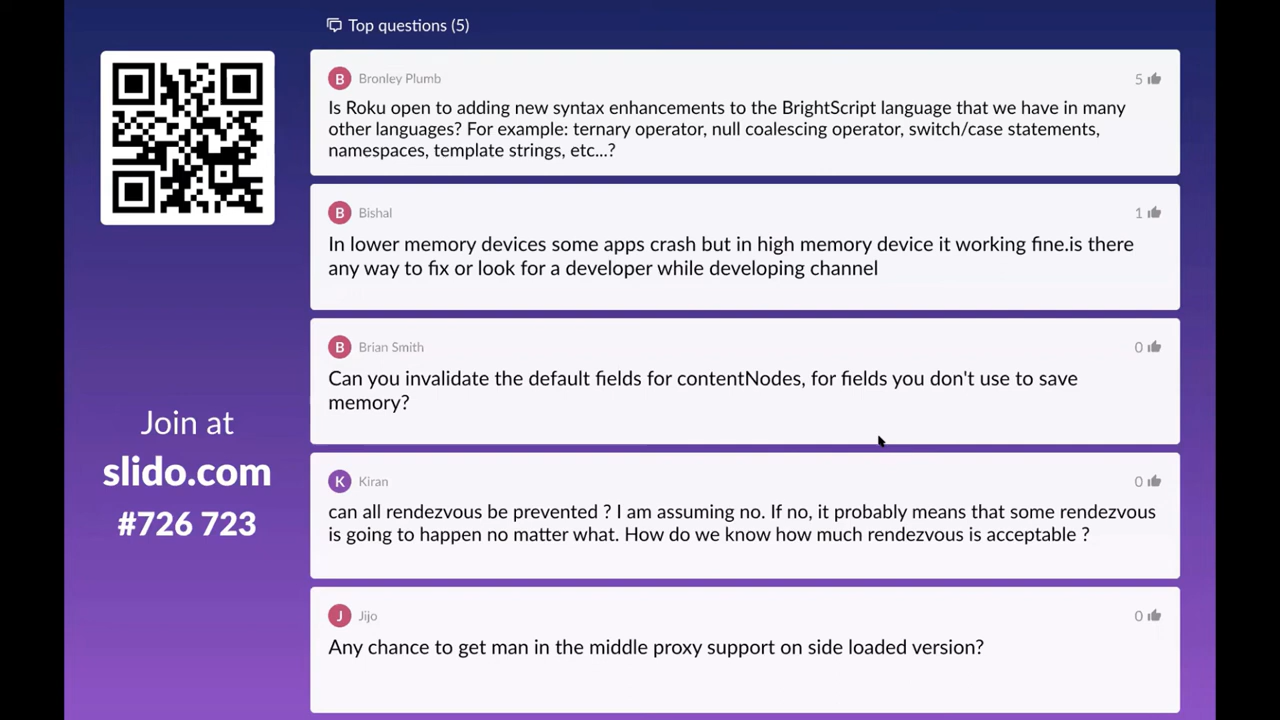 Top questions (5)
B Bronley Plumb 5
Is Roku open to adding new syntax enhancements to the BrightScript language that we have in many
other languages? For example: ternary operator, null coalescing operator, switch/case statements,
namespaces, template strings, etc...?
B Bishal 1
In lower memory devices some apps crash but in high memory device it working fine.is there
any way to fix or look for a developer while developing channel
B Brian Smith 0
Can you invalidate the default fields for contentNodes, for fields you don't use to save
memory?
K Kiran 0
can all rendezvous be prevented ? I am assuming no. If no, it probably means that some rendezvous
is going to happen no matter what. How do we know how much rendezvous is acceptable ?
J Jijo 0
Any chance to get man in the middle proxy support on side loaded version?
Join at
slido.com
#726 723